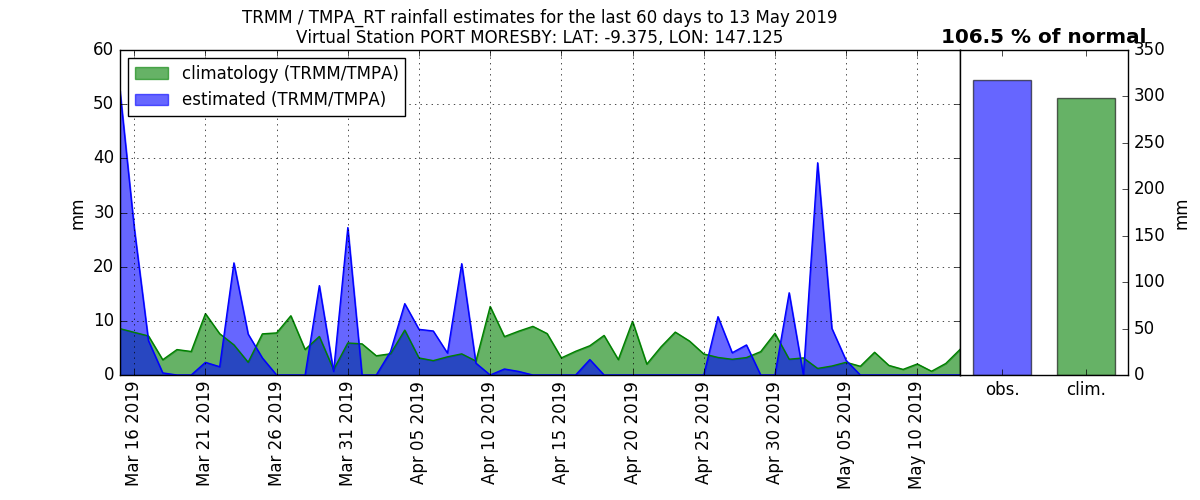 TRMM / TMPA_RT rainfall estimates for the last 60 days to 13 May 2019
Virtual Station PORT MORESBY: LAT: -9.375, LON: 147.125
106.5 % of normal
climatology (TRMM/TMPA)
estimated (TRMM/TMPA)
60
50
40
30
20
10
0
mm
Mar 16 2019
Mar 21 2019
Mar 26 2019
Mar 31 2019
Apr 05 2019
Apr 10 2019
Apr 15 2019
Apr 20 2019
Apr 25 2019
Apr 30 2019
May 05 2019
May 10 2019
350
300
250
200
150
100
50
0
mm
obs.
clim.